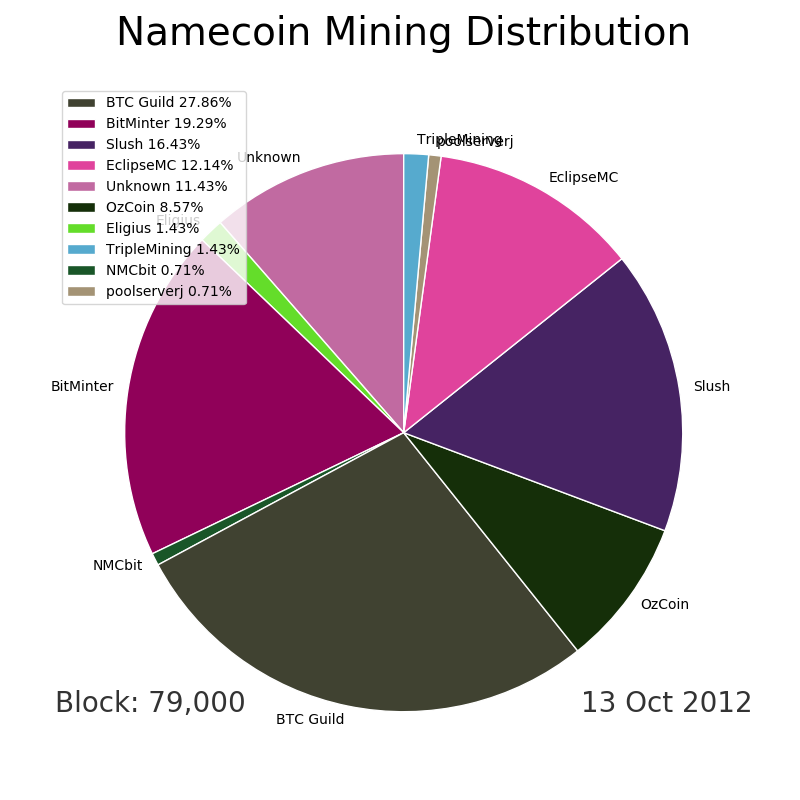 Namecoin Mining Distribution
BTC Guild 27.86%
BitMinter 19.29%
Slush 16.43%
EclipseMC 12.14%
Unknown 11.43%
OzCoin 8.57%
Eligius 1.43%
TripleMining 1.43%
NMCbit 0.71%
poolserverj 0.71%
TripleMining
poolserverj
Unknown
EclipseMC
Eligius
BitMinter
Slush
NMCbit
OzCoin
BTC Guild
Block: 79,000
13 Oct 2012